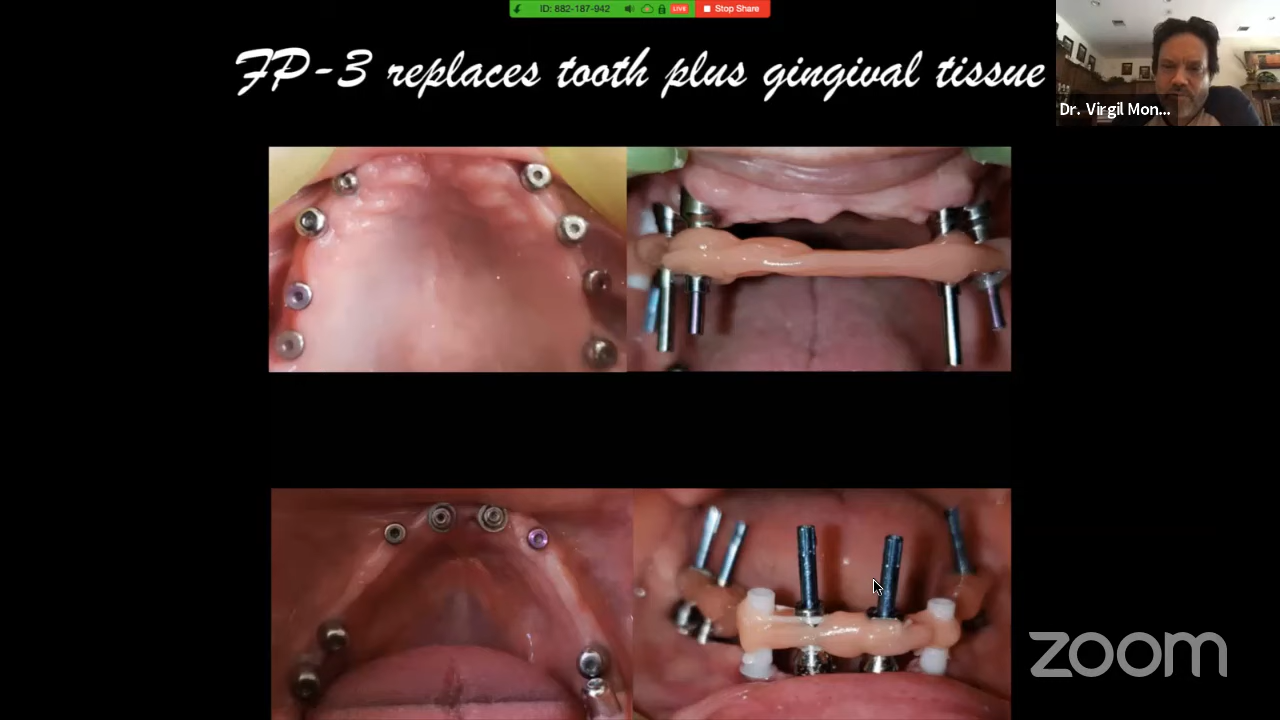 ID: 882-187-942 LIVE Stop Share
FP-3 replaces tooth plus gingival tissue
Dr. Virgil Mon...
zoom